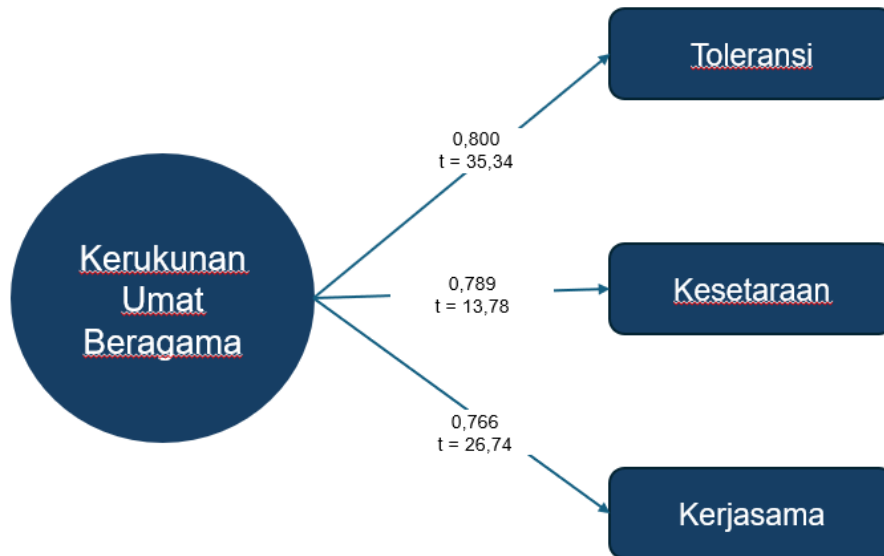 Toleransi
0,800
t = 35,34
Kerukunan
Umat
Beragama
0,789
t = 13,78
Kesetaraan
0,766
t = 26,74
Kerjasama